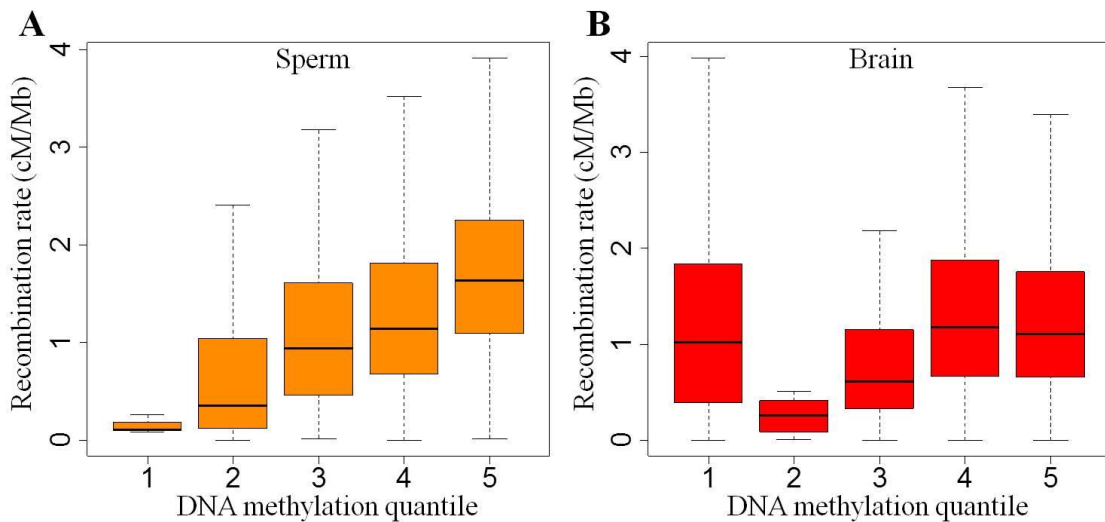 A
Sperm
Recombination rate (cM/Mb)
4
3
2
1
0
1 2 3 4 5
DNA methylation quantile
B
Brain
Recombination rate (cM/Mb)
4
3
2
1
0
1 2 3 4 5
DNA methylation quantile